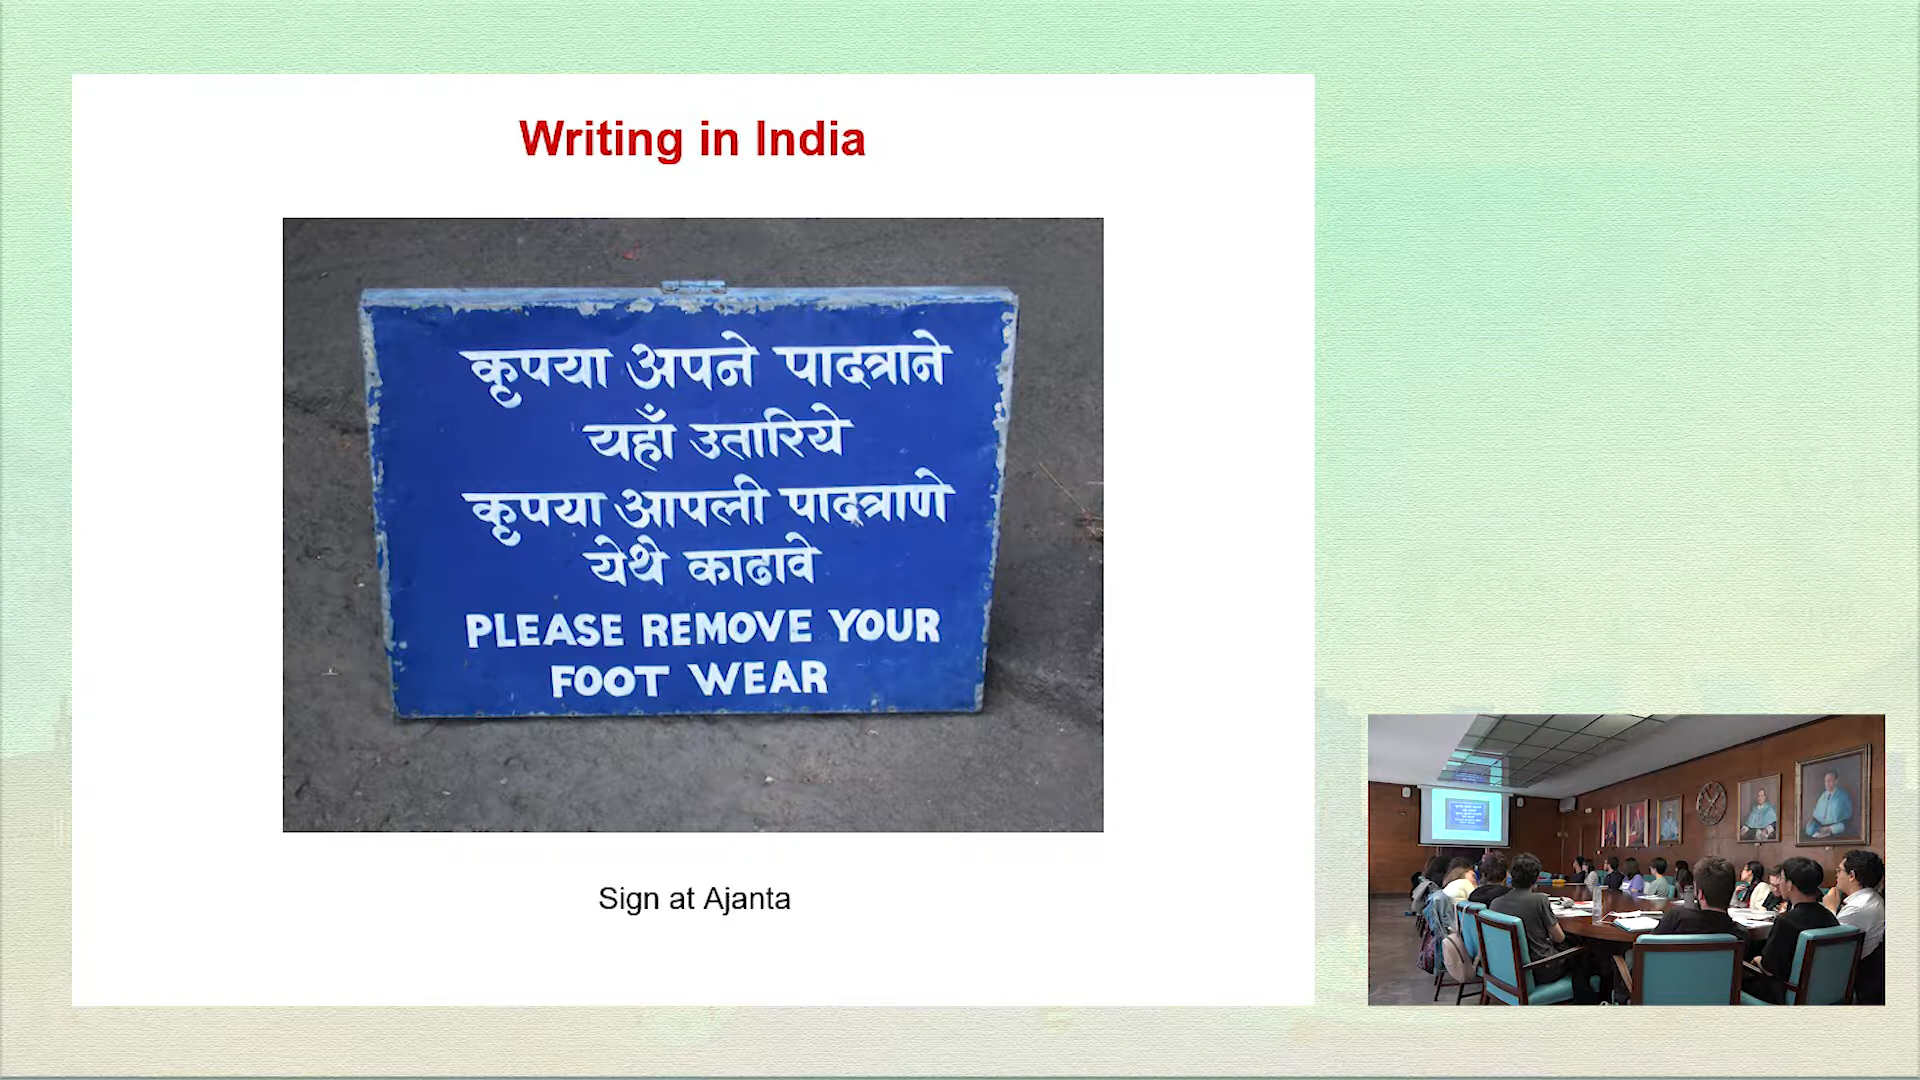 Writing in India
कृपया अपने पादत्राने
यहाँ उतारिये
कृपया आपली पादत्राणे
येथे काढावे
PLEASE REMOVE YOUR
FOOT WEAR
Sign at Ajanta